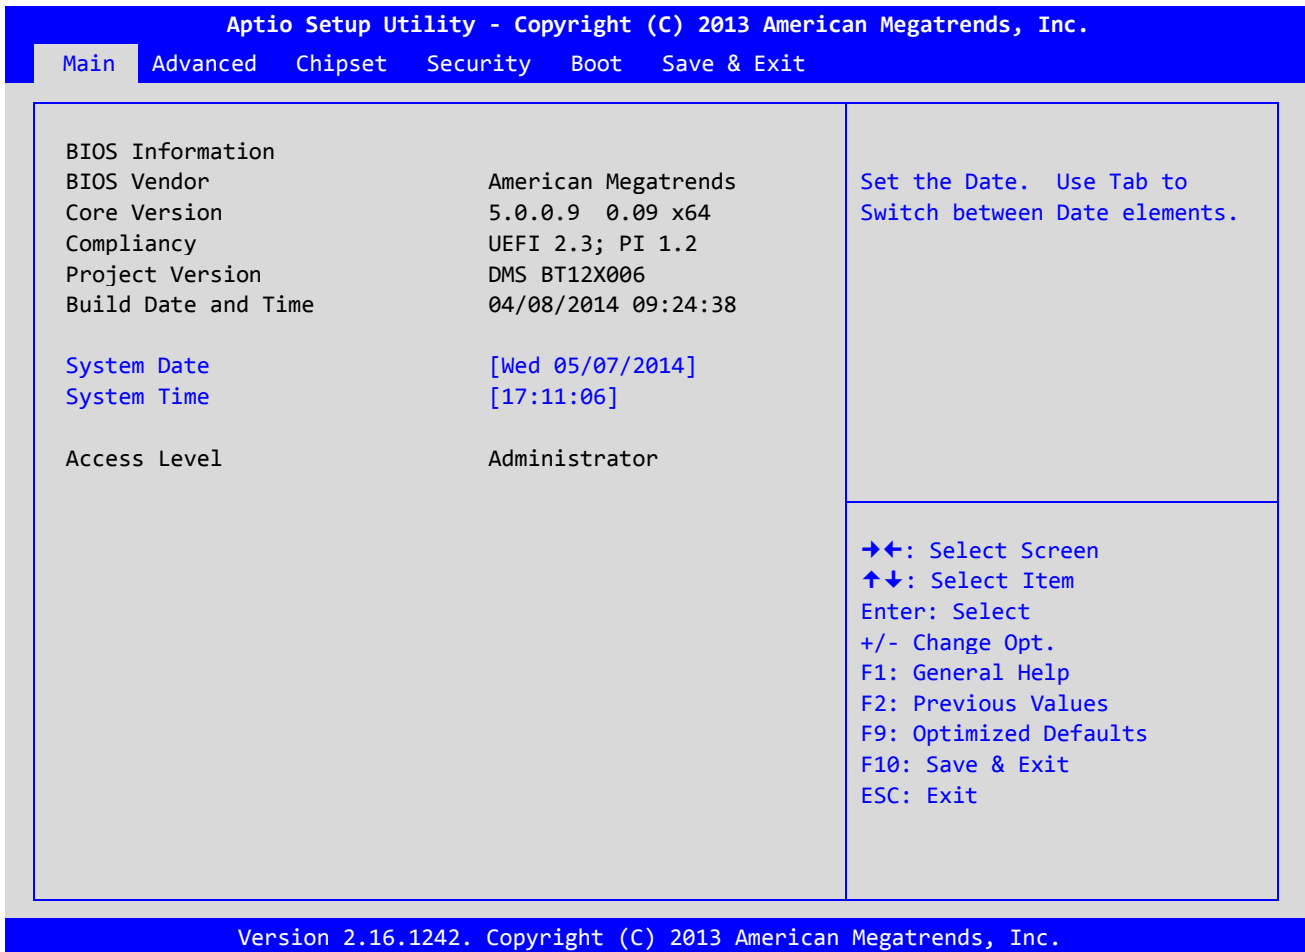 Aptio Setup Utility - Copyright (C) 2013 American Megatrends, Inc.
Main Advanced Chipset Security Boot Save & Exit
BIOS Information
BIOS Vendor American Megatrends
Core Version 5.0.0.9 0.09 x64
Compliancy UEFI 2.3; PI 1.2
Project Version DMS BT12X006
Build Date and Time 04/08/2014 09:24:38
System Date [Wed 05/07/2014]
System Time [17:11:06]
Access Level Administrator
Set the Date. Use Tab to
Switch between Date elements.
→←: Select Screen
↑↓: Select Item
Enter: Select
+/- Change Opt.
F1: General Help
F2: Previous Values
F9: Optimized Defaults
F10: Save & Exit
ESC: Exit
Version 2.16.1242. Copyright (C) 2013 American Megatrends, Inc.